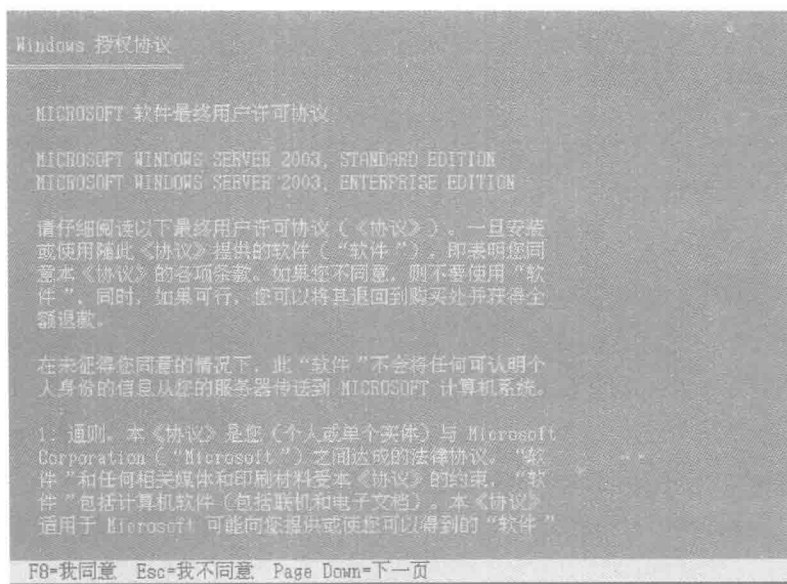 Windows 授权协议
MICROSOFT 软件最终用户许可协议
MICROSOFT WINDOWS SERVER 2003, STANDARD EDITION
MICROSOFT WINDOWS SERVER 2003, ENTERPRISE EDITION
请仔细阅读以下最终用户许可协议(《协议》)。一旦安装
或使用随此《协议》提供的软件(“软件”),即表明您同
意本《协议》的各项条款。如果您不同意,则不要使用“软
件”,同时,如果可行,您可以将其退回到购买处并获得全
额退款。
在未征得您同意的情况下,此“软件”不会将任何可认明个
人身份的信息从您的服务器传送到 MICROSOFT 计算机系统。
1. 通则。本《协议》是您(个人或单个实体)与 Microsoft
Corporation (“Microsoft”)之间达成的法律协议。“软
件”和任何相关媒体和印刷材料受本《协议》的约束,“软
件”包括计算机软件(包括联机和电子文档)。本《协议》
适用于 Microsoft 可能向您提供或使您可以得到的“软件”
F8=我同意 Esc=我不同意 Page Down=下一页